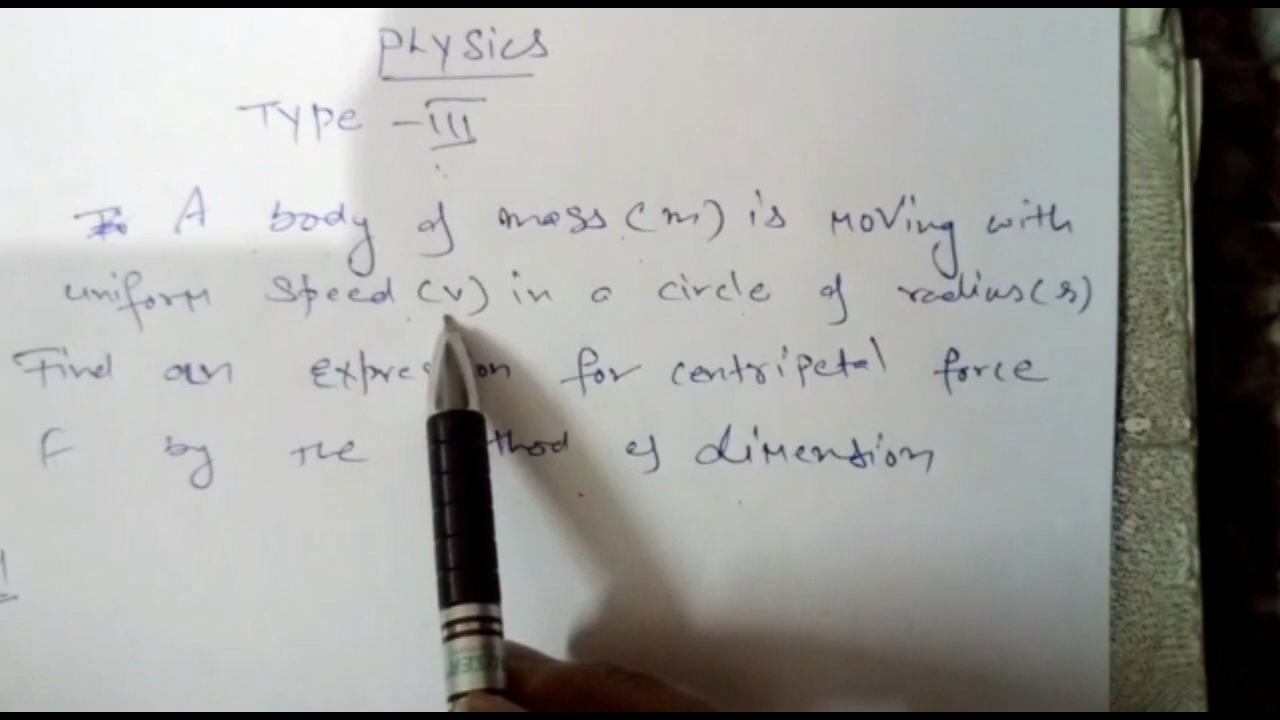 Physics
Type - III
A body of mass (m) is moving with
uniform speed (v) in a circle of radius (r)
Find an for centripetal force
F by the of dimension